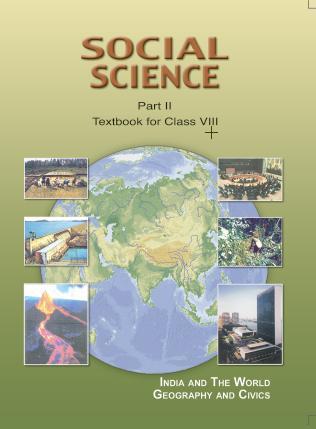 SOCIAL
SCIENCE
Part II
Textbook for Class VIII
INDIA AND THE WORLD
GEOGRAPHY AND CIVICS